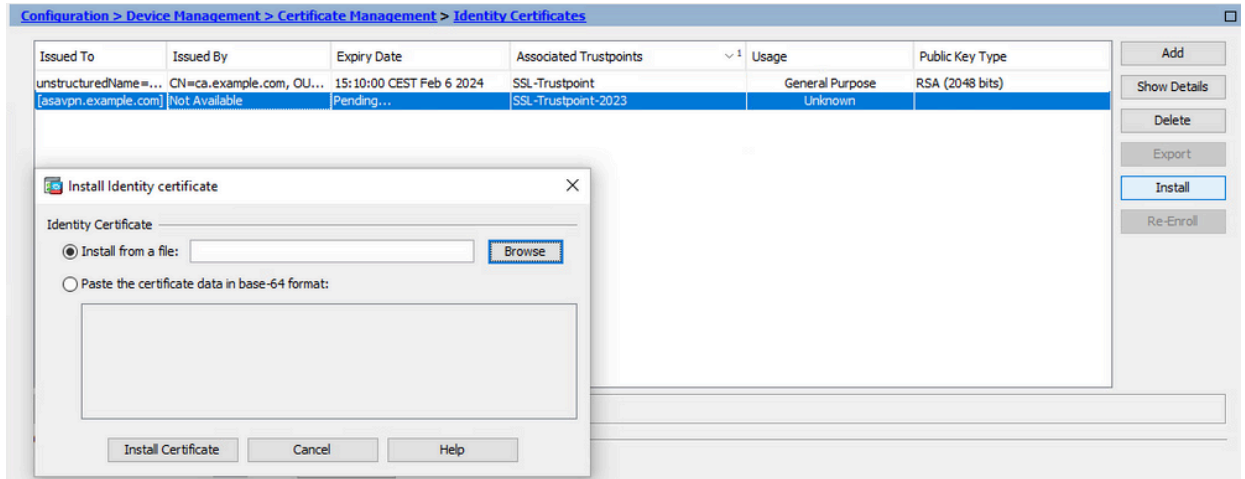 Configuration > Device Management > Certificate Management > Identity Certificates
Issued To Issued By Expiry Date Associated Trustpoints 1 Usage Public Key Type
unstructuredName=... CN=ca.example.com, OU... 15:10:00 CEST Feb 6 2024 SSL-Trustpoint General Purpose RSA (2048 bits)
[asavpn.example.com] Not Available Pending... SSL-Trustpoint-2023 Unknown
Add
Show Details
Delete
Export
Install
Re-Enroll
Install Identity certificate
Identity Certificate
Install from a file: Browse
Paste the certificate data in base-64 format:
Install Certificate Cancel Help